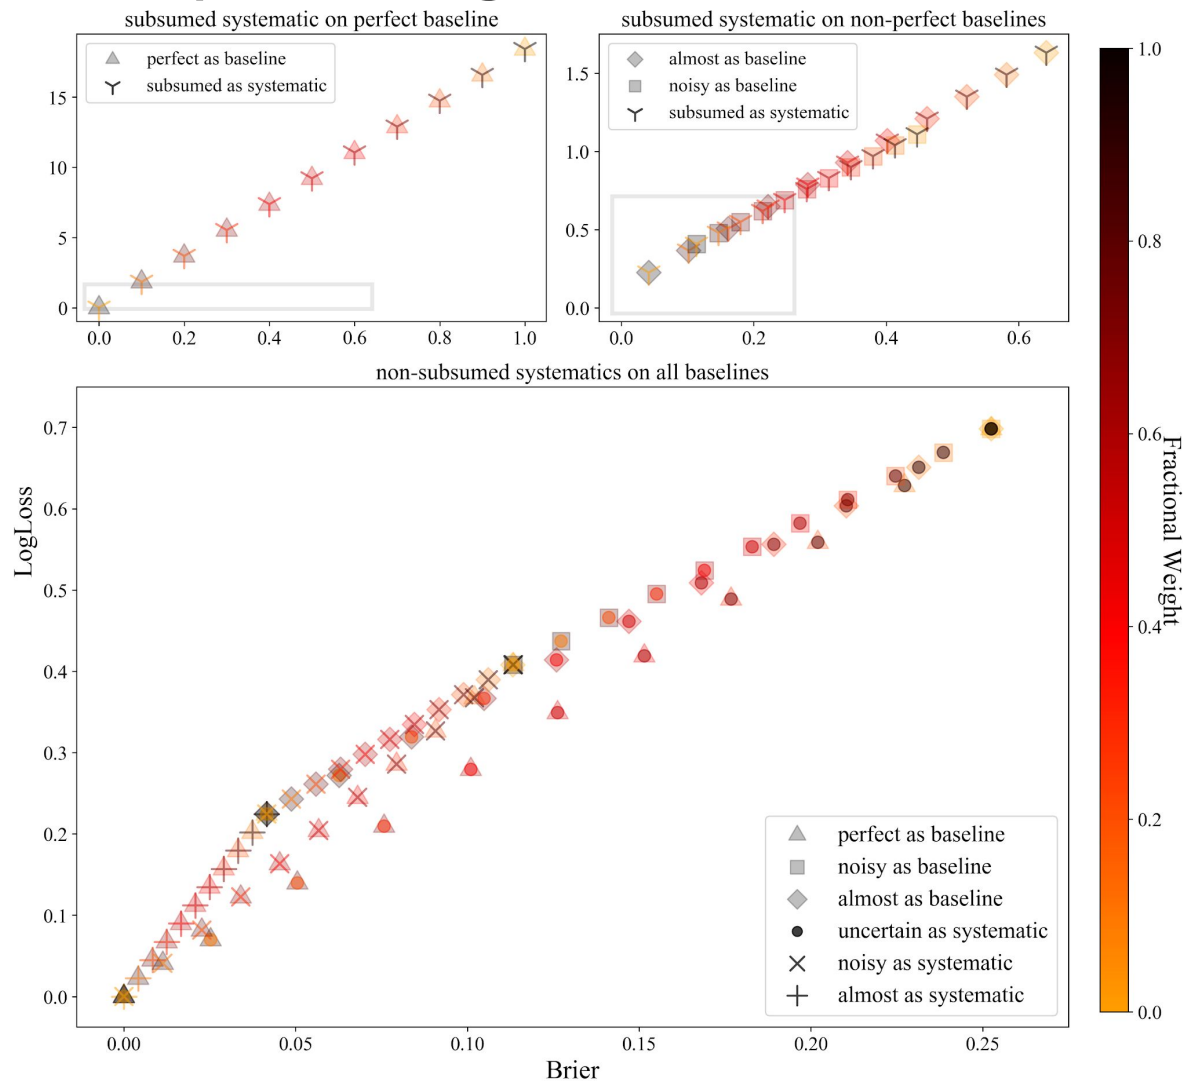 subsumed systematic on perfect baseline
subsumed systematic on non-perfect baselines
perfect as baseline
subsumed as systematic
15
10
5
0
0.0 0.2 0.4 0.6 0.8 1.0
almost as baseline
noisy as baseline
subsumed as systematic
1.5
1.0
0.5
0.0
0.0 0.2 0.4 0.6
non-subsumed systematics on all baselines
LogLoss
0.7
0.6
0.5
0.4
0.3
0.2
0.1
0.0
perfect as baseline
noisy as baseline
almost as baseline
uncertain as systematic
noisy as systematic
almost as systematic
0.00 0.05 0.10 0.15 0.20 0.25
Brier
1.0
0.8
0.6
0.4
0.2
0.0
Fractional Weight